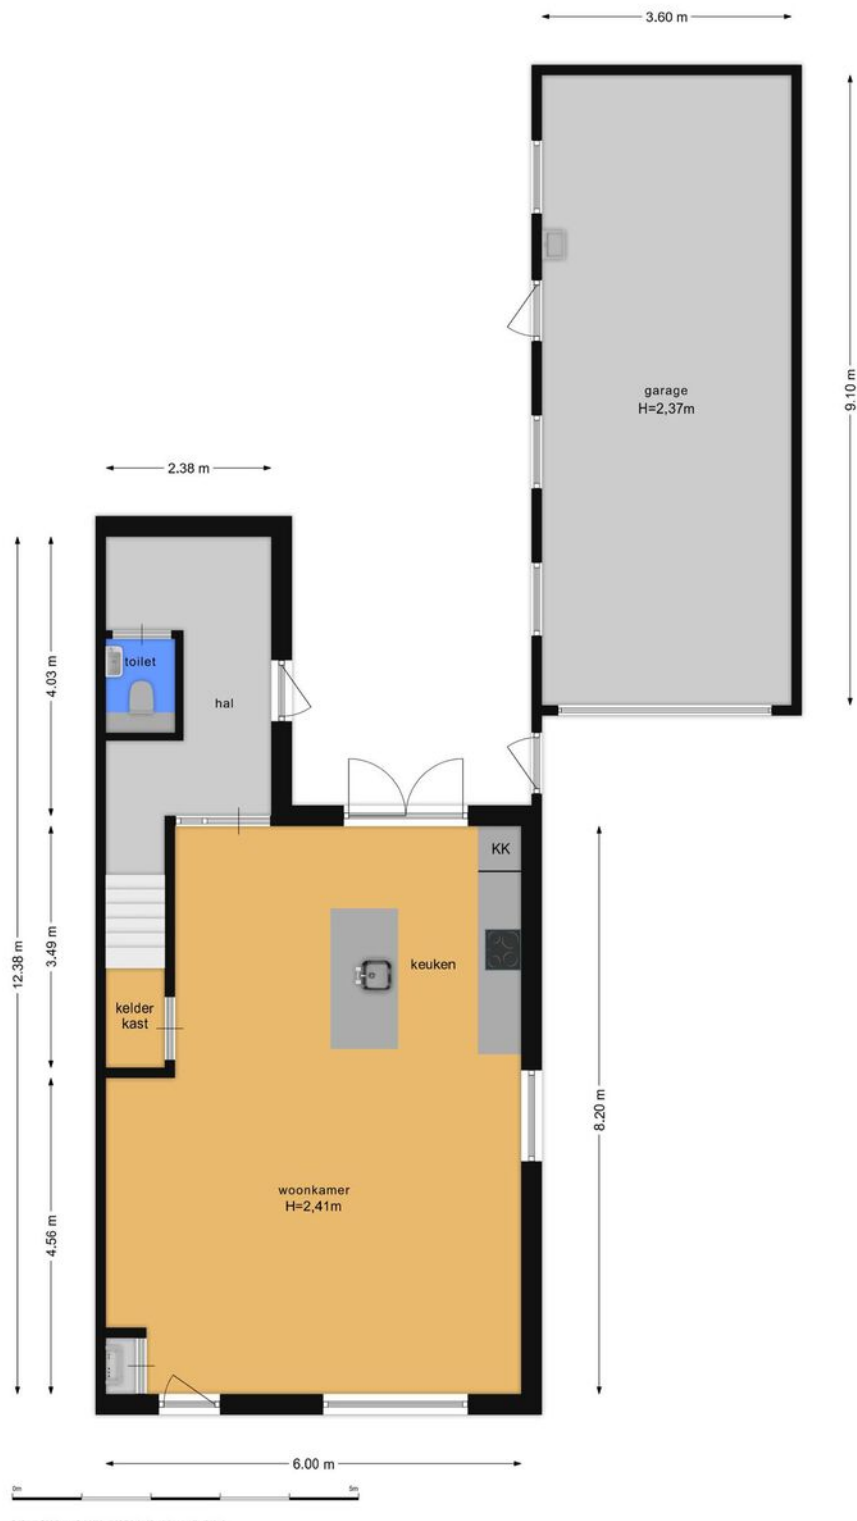 3.60 m
9.10 m
garage
H=2,37m
2.38 m
toilet
4.03 m
hal
KK
12.38 m
3.49 m
keuken
kelder
kast
8.20 m
woonkamer
H=2,41m
4.56 m
6.00 m
0m
5m